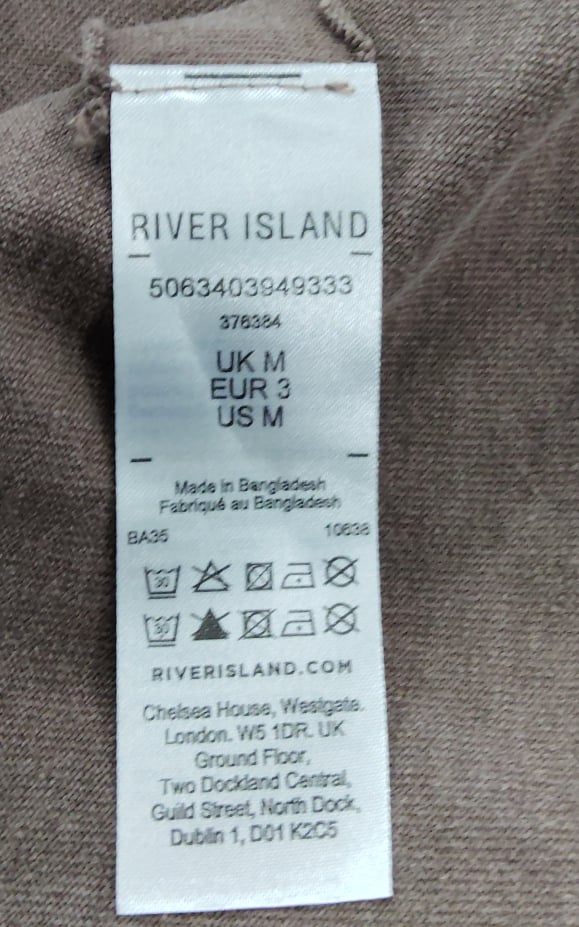 RIVER ISLAND
5063403949333
376384
UK M
EUR 3
US M
Made in Bangladesh
Fabriqué au Bangladesh
BA35 10638
30
30
RIVERISLAND.COM
Chelsea House, Westgate.
London. W5 1DR. UK
Ground Floor,
Two Dockland Central,
Guild Street, North Dock,
Dublin 1, D01 K2C5